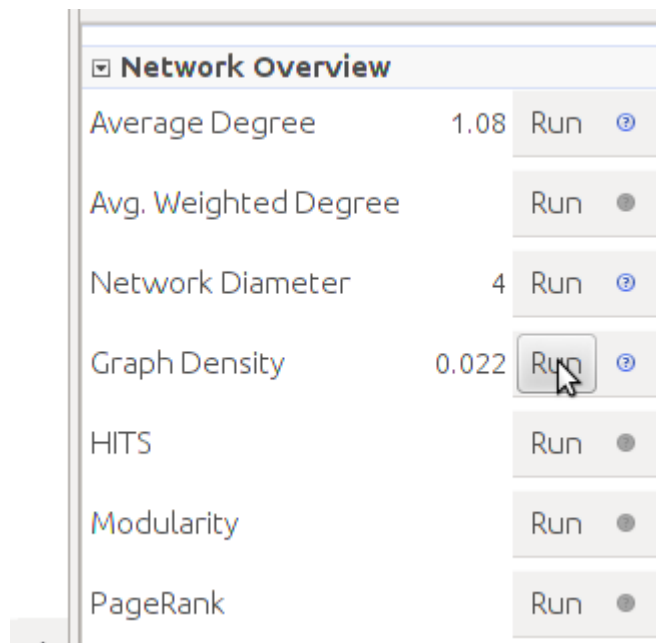 Network Overview
Average Degree 1.08 Run ?
Avg. Weighted Degree Run ?
Network Diameter 4 Run ?
Graph Density 0.022 Run ?
HITS Run ?
Modularity Run ?
PageRank Run ?